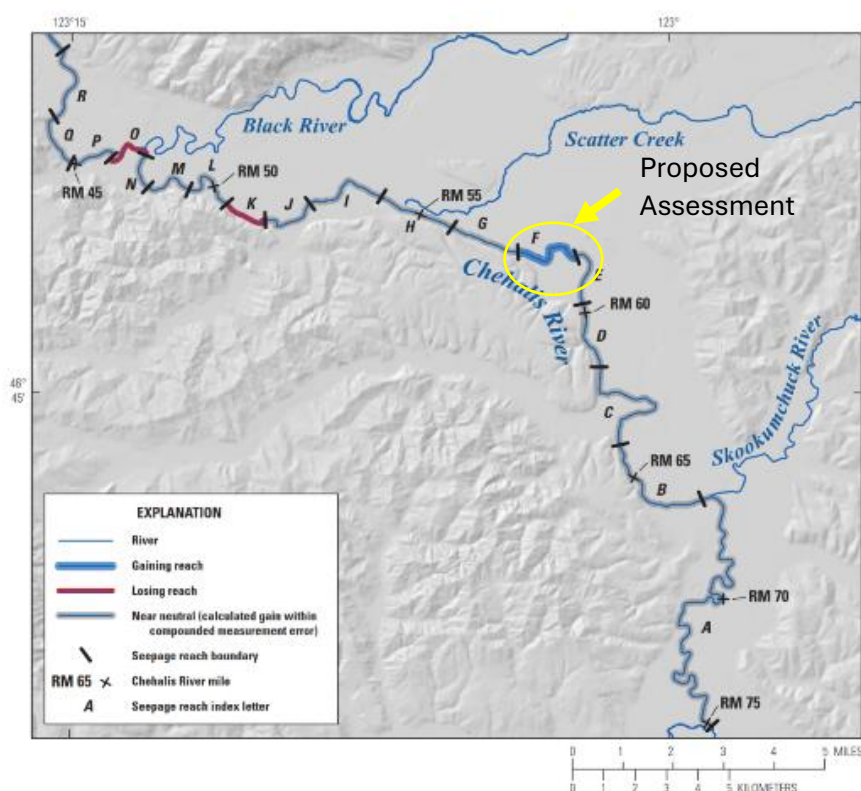 123°15'
123°
R
Q
P
O
Black River
Scatter Creek
N
M
L
RM 50
RM 45
K
J
I
RM 55
H
G
F
Proposed
Assessment
E
Chehalis River
RM 60
D
46°
45'
C
Skookumchuck River
RM 65
B
RM 70
A
RM 75
EXPLANATION
River
Gaining reach
Losing reach
Near neutral (calculated gain within
compounded measurement error)
Seepage reach boundary
RM 65 Chehalis River mile
A Seepage reach index letter
0 1 2 3 4 5 MILES
0 1 2 3 4 5 KILOMETERS